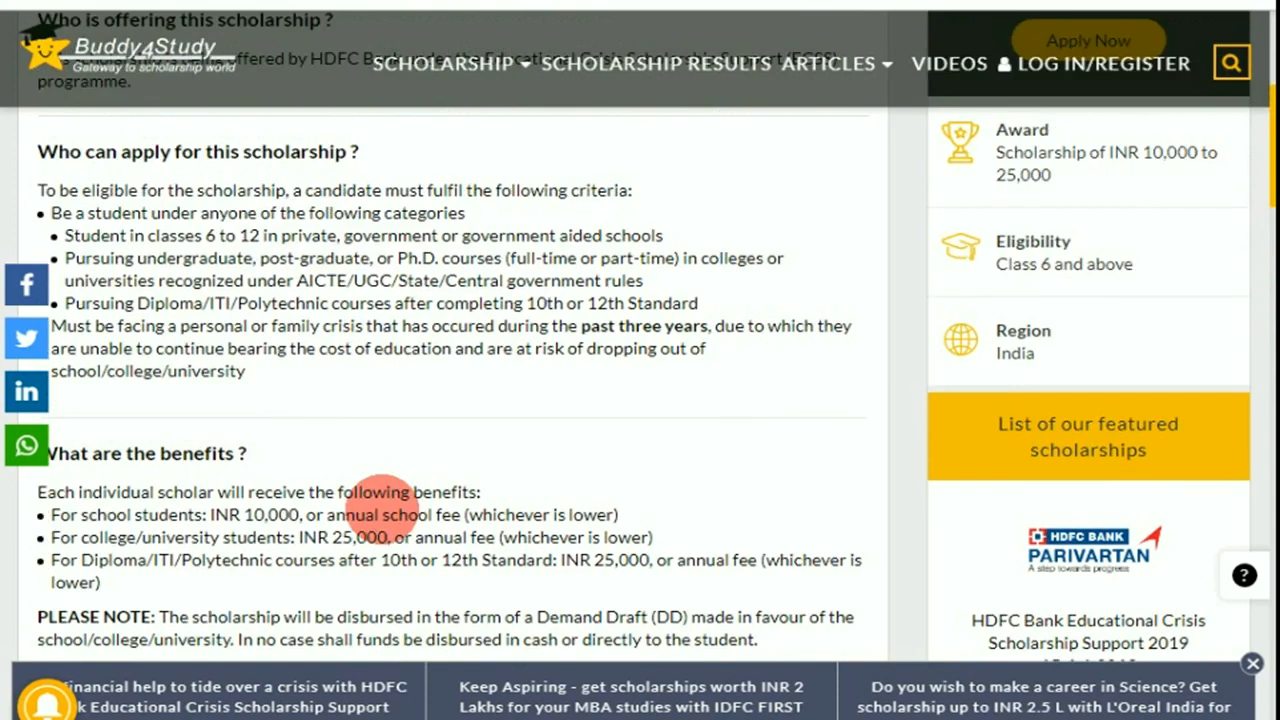 Who is offering this scholarship ?
Buddy4Study
Gateway to scholarship world
offered by HDFC Bank under the Educational Crisis Scholarship Support (ECSS)
programme.
SCHOLARSHIP SCHOLARSHIP RESULTS ARTICLES VIDEOS LOG IN/REGISTER
Apply Now
Who can apply for this scholarship ?
To be eligible for the scholarship, a candidate must fulfil the following criteria:
• Be a student under anyone of the following categories
• Student in classes 6 to 12 in private, government or government aided schools
• Pursuing undergraduate, post-graduate, or Ph.D. courses (full-time or part-time) in colleges or
universities recognized under AICTE/UGC/State/Central government rules
• Pursuing Diploma/ITI/Polytechnic courses after completing 10th or 12th Standard
Must be facing a personal or family crisis that has occured during the past three years, due to which they
are unable to continue bearing the cost of education and are at risk of dropping out of
school/college/university
What are the benefits ?
Each individual scholar will receive the following benefits:
• For school students: INR 10,000, or annual school fee (whichever is lower)
• For college/university students: INR 25,000, or annual fee (whichever is lower)
• For Diploma/ITI/Polytechnic courses after 10th or 12th Standard: INR 25,000, or annual fee (whichever is
lower)
PLEASE NOTE: The scholarship will be disbursed in the form of a Demand Draft (DD) made in favour of the
school/college/university. In no case shall funds be disbursed in cash or directly to the student.
Award
Scholarship of INR 10,000 to
25,000
Eligibility
Class 6 and above
Region
India
List of our featured
scholarships
HDFC BANK
PARIVARTAN
A step towards progress
HDFC Bank Educational Crisis
Scholarship Support 2019
?
financial help to tide over a crisis with HDFC
k Educational Crisis Scholarship Support
Keep Aspiring - get scholarships worth INR 2
Lakhs for your MBA studies with IDFC FIRST
Do you wish to make a career in Science? Get
scholarship up to INR 2.5 L with L'Oreal India for